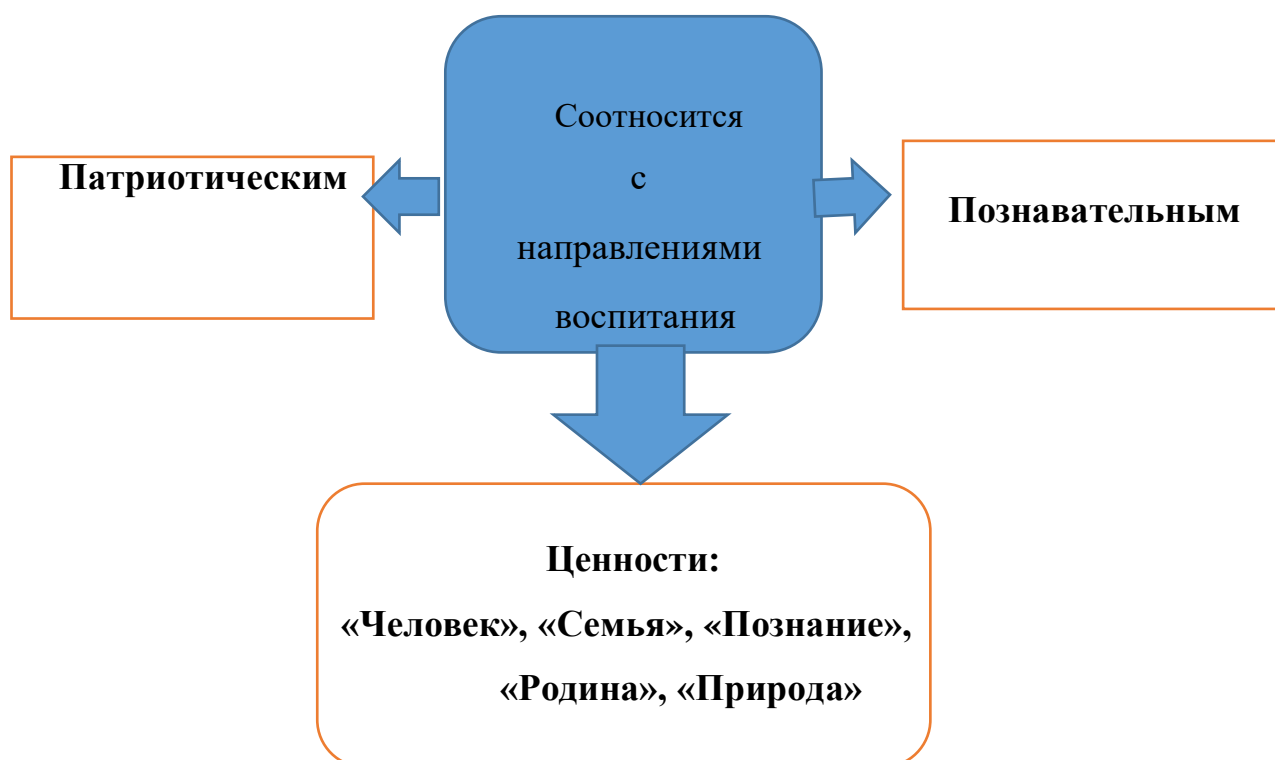 Соотносится
с
направлениями
воспитания
Патриотическим
Познавательным
Ценности:
«Человек», «Семья», «Познание»,
«Родина», «Природа»